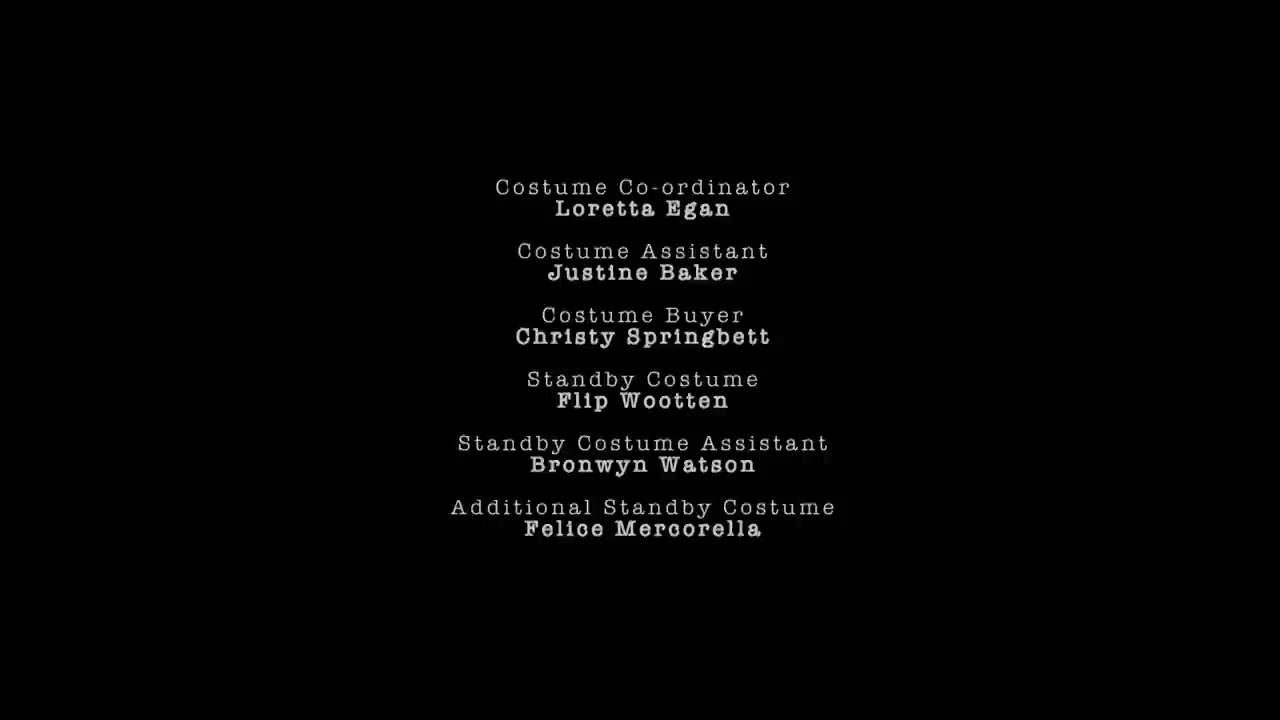 Costume Co-ordinator
Loretta Egan
Costume Assistant
Justine Baker
Costume Buyer
Christy Springbett
Standby Costume
Flip Wootten
Standby Costume Assistant
Bronwyn Watson
Additional Standby Costume
Felice Mercorella